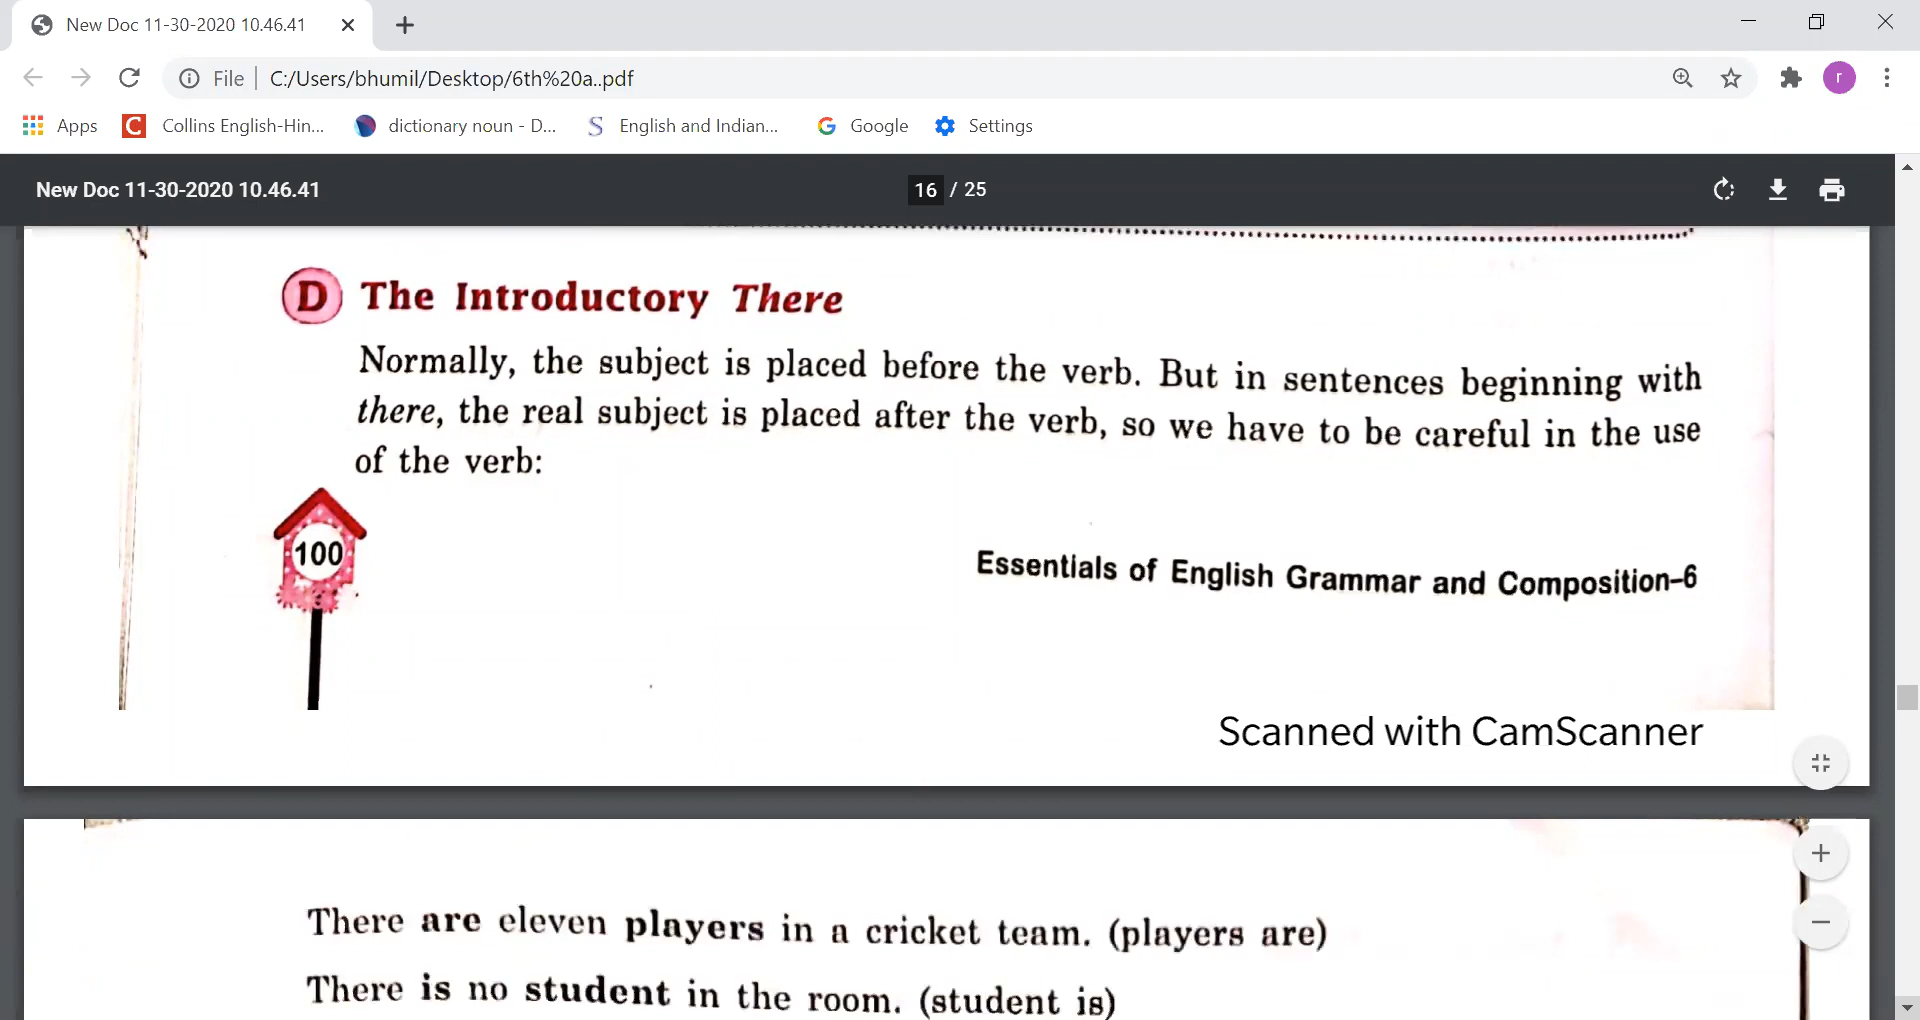 New Doc 11-30-2020 10.46.41
File C:/Users/bhumil/Desktop/6th%20a..pdf
r
Apps Collins English-Hin... dictionary noun - D... English and Indian... Google Settings
New Doc 11-30-2020 10.46.41 16 / 25
D The Introductory There
Normally, the subject is placed before the verb. But in sentences beginning with
there, the real subject is placed after the verb, so we have to be careful in the use
of the verb:
100
Essentials of English Grammar and Composition–6
Scanned with CamScanner
There are eleven players in a cricket team. (players are)
There is no student in the room. (student is)